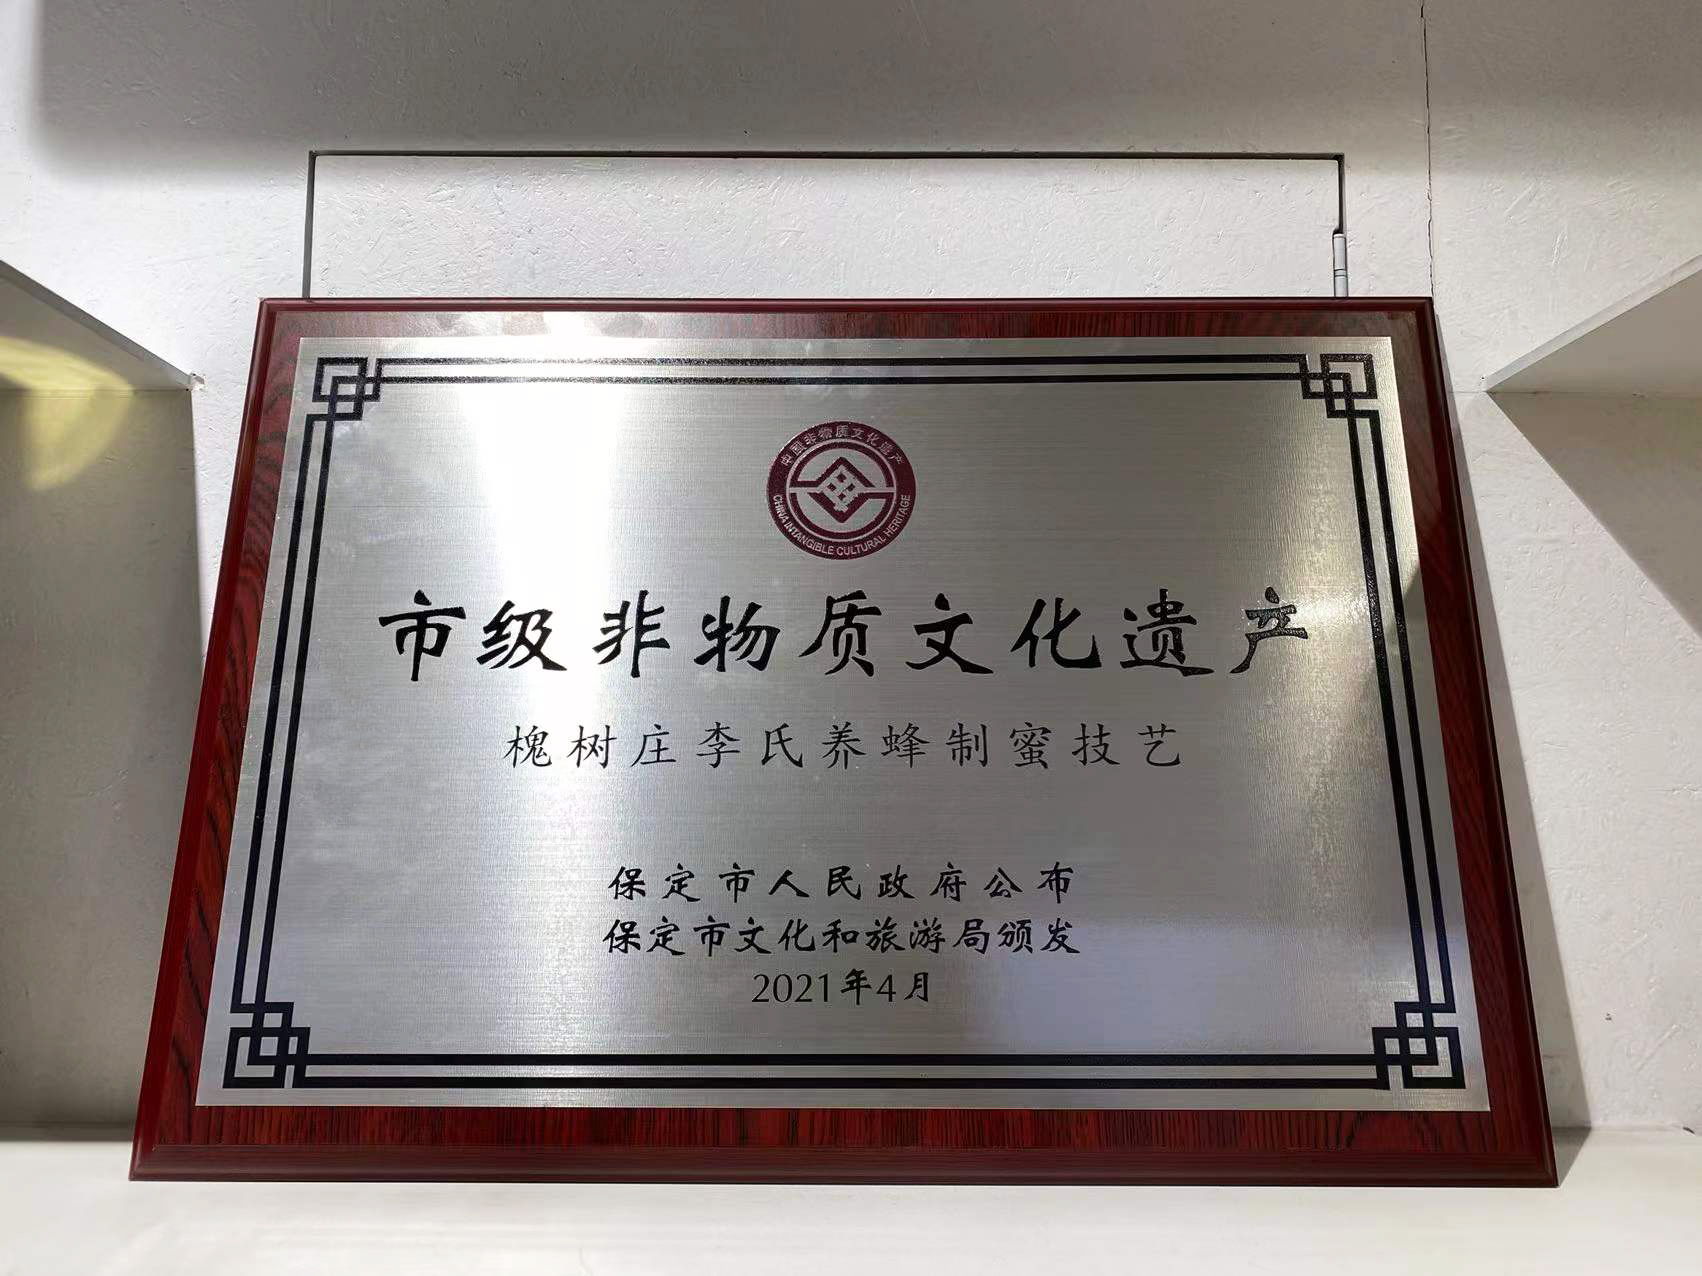 中国非物质文化遗产
CHINA INTANGIBLE CULTURAL HERITAGE
市级非物质文化遗产
槐树庄李氏养蜂制蜜技艺
保定市人民政府公布
保定市文化和旅游局颁发
2021年4月